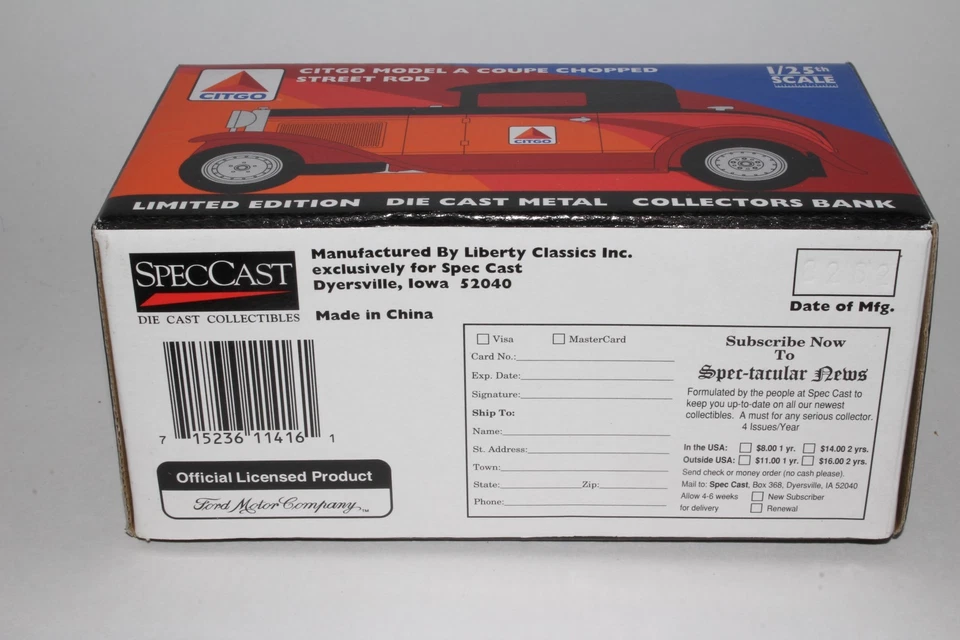 CITGO
CITGO MODEL A COUPE CHOPPED
STREET ROD
1/25th
SCALE
CITGO
LIMITED EDITION DIE CAST METAL COLLECTORS BANK
SPECCAST
DIE CAST COLLECTIBLES
Manufactured By Liberty Classics Inc.
exclusively for Spec Cast
Dyersville, Iowa 52040
Made in China
Date of Mfg.
7 15236 11416 1
Official Licensed Product
Ford Motor Company™
Visa MasterCard
Card No.:
Exp. Date:
Signature:
Ship To:
Name:
St. Address:
Town:
State: Zip:
Phone:
Subscribe Now
To
Spec-tacular News
Formulated by the people at Spec Cast to
keep you up-to-date on all our newest
collectibles. A must for any serious collector.
4 Issues/Year
In the USA: $8.00 1 yr. $14.00 2 yrs.
Outside USA: $11.00 1 yr. $16.00 2 yrs.
Send check or money order (no cash please).
Mail to: Spec Cast, Box 368, Dyersville, IA 52040
Allow 4-6 weeks New Subscriber
for delivery Renewal